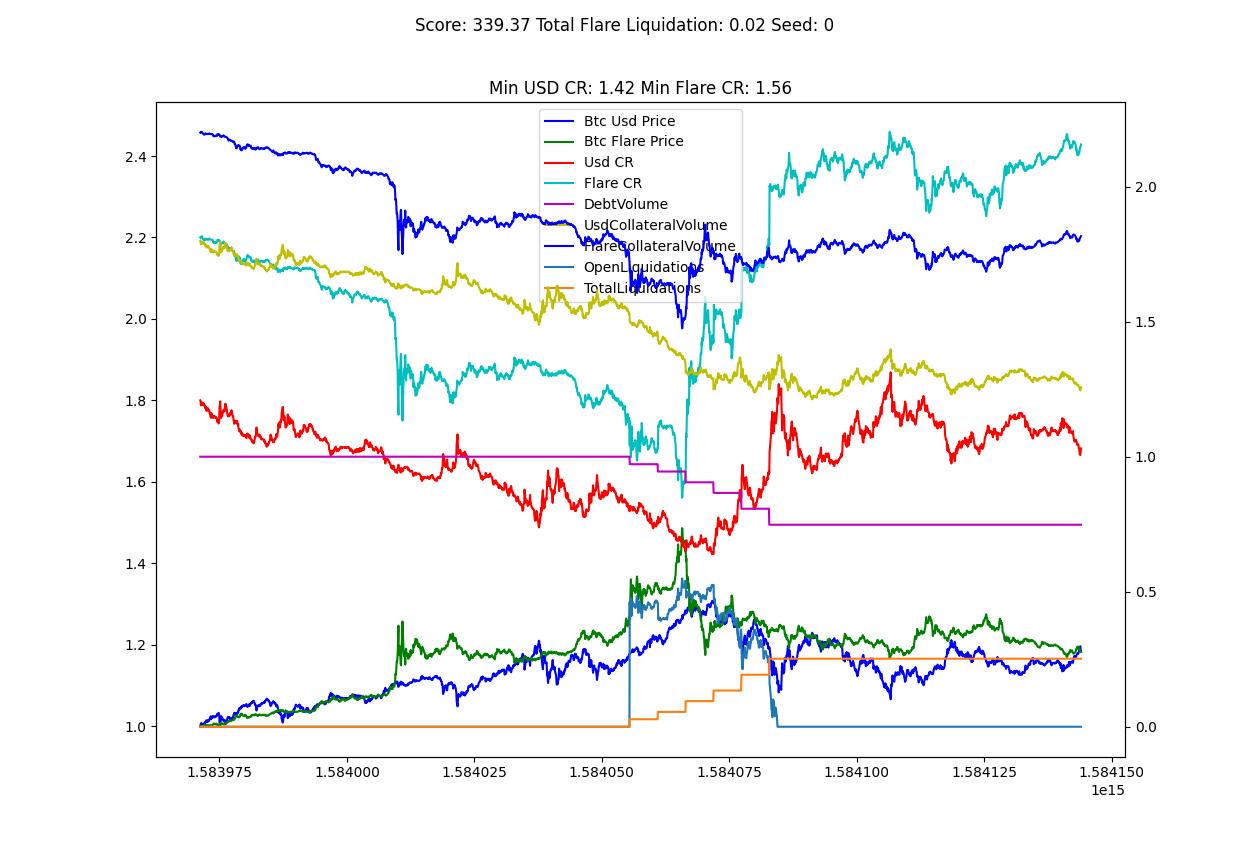 Score: 339.37 Total Flare Liquidation: 0.02 Seed: 0
Min USD CR: 1.42 Min Flare CR: 1.56
Btc Usd Price
Btc Flare Price
Usd CR
Flare CR
DebtVolume
UsdCollateralVolume
FlareCollateralVolume
OpenLiquidations
TotalLiquidations
2.4
2.2
2.0
1.8
1.6
1.4
1.2
1.0
2.0
1.5
1.0
0.5
0.0
1.583975 1.584000 1.584025 1.584050 1.584075 1.584100 1.584125 1.584150
1e15